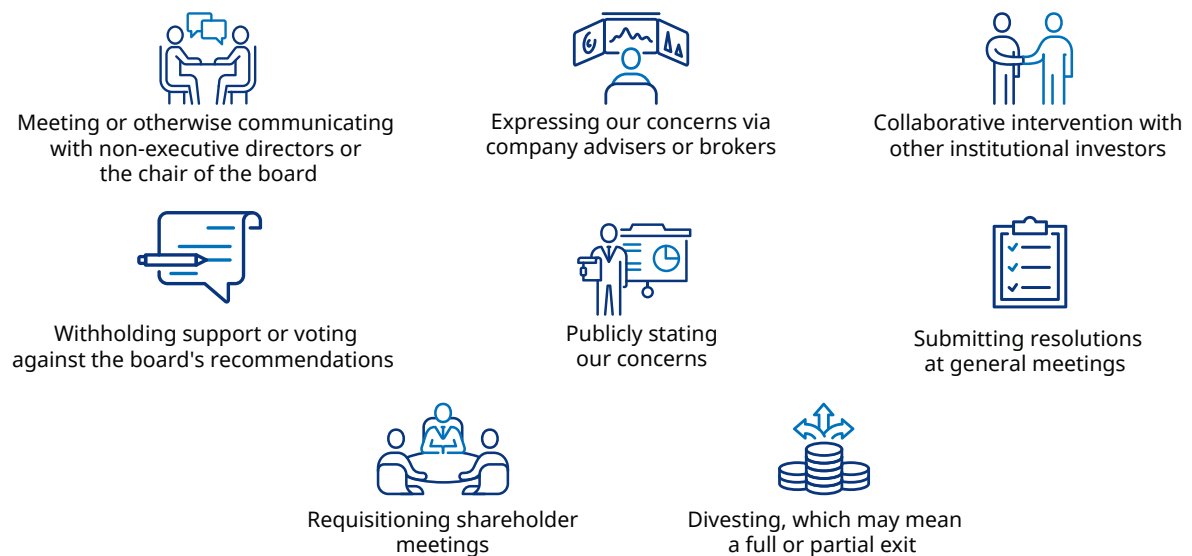 Meeting or otherwise communicating
with non-executive directors or
the chair of the board
Expressing our concerns via
company advisers or brokers
Collaborative intervention with
other institutional investors
Withholding support or voting
against the board's recommendations
Publicly stating
our concerns
Submitting resolutions
at general meetings
Requisitioning shareholder
meetings
Divesting, which may mean
a full or partial exit